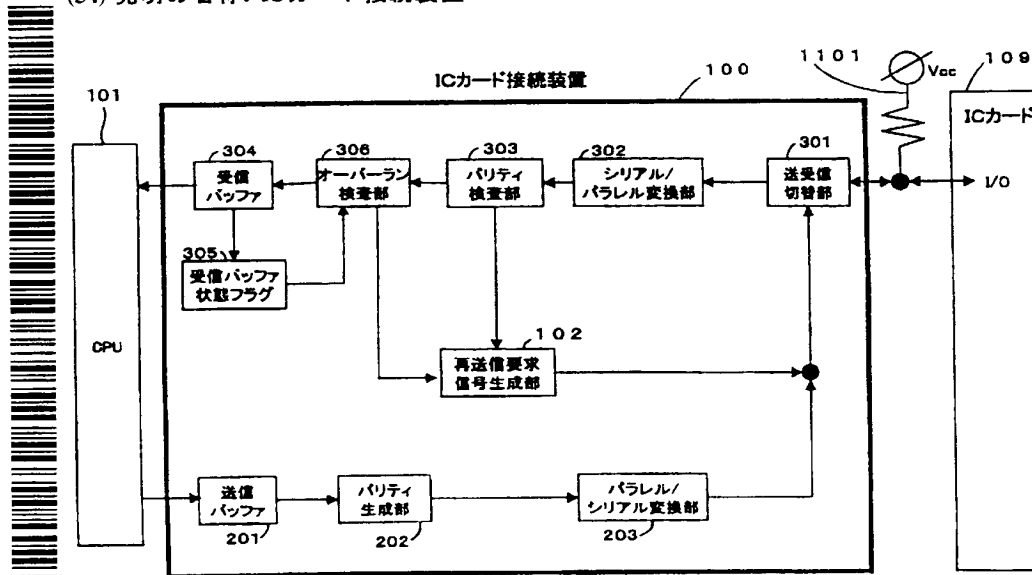 ICカード接続装置
100
1101
Vcc
109
101
ICカード
304
受信
バッファ
306
オーバーラン
検査部
303
パリティ
検査部
302
シリアル/
パラレル変換部
301
送受信
切替部
I/O
305
受信バッファ
状態フラグ
CPU
102
再送信要求
信号生成部
送信
バッファ
201
パリティ
生成部
202
パラレル/
シリアル変換部
203